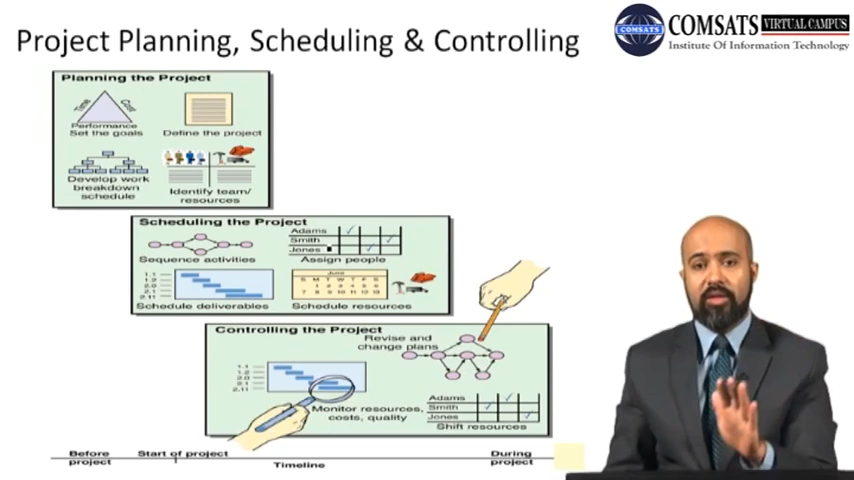 Project Planning, Scheduling & Controlling
COMSATS VIRTUAL CAMPUS
Institute Of Information Technology
COMSATS
Planning the Project
Time
Cost
Performance
Set the goals
Define the project
Develop work
breakdown
schedule
Identify team/
resources
Scheduling the Project
Sequence activities
Adams
Smith
Jones
Assign people
1.1
1.2
2.0
2.1
2.11
Schedule deliverables
June
S M T W T F S
1 2 3 4 5 6
7 8 9 10 11 12 13
Schedule resources
Controlling the Project
Revise and
change plans
1.1
1.2
2.0
2.1
2.11
Monitor resources,
costs, quality
Adams
Smith
Jones
Shift resources
Before
project
Start of project
Timeline
During
project